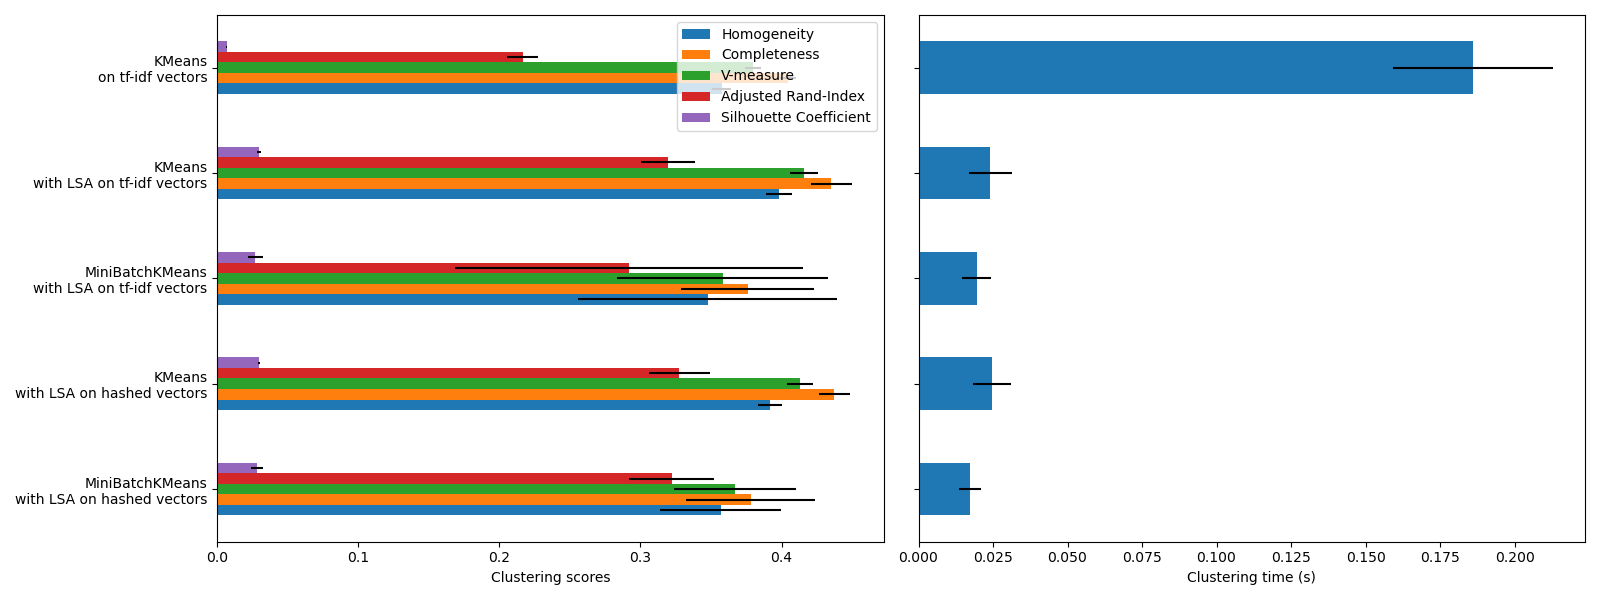 KMeans
on tf-idf vectors
KMeans
with LSA on tf-idf vectors
MiniBatchKMeans
with LSA on tf-idf vectors
KMeans
with LSA on hashed vectors
MiniBatchKMeans
with LSA on hashed vectors
Homogeneity
Completeness
V-measure
Adjusted Rand-Index
Silhouette Coefficient
0.0 0.1 0.2 0.3 0.4
Clustering scores
0.000 0.025 0.050 0.075 0.100 0.125 0.150 0.175 0.200
Clustering time (s)